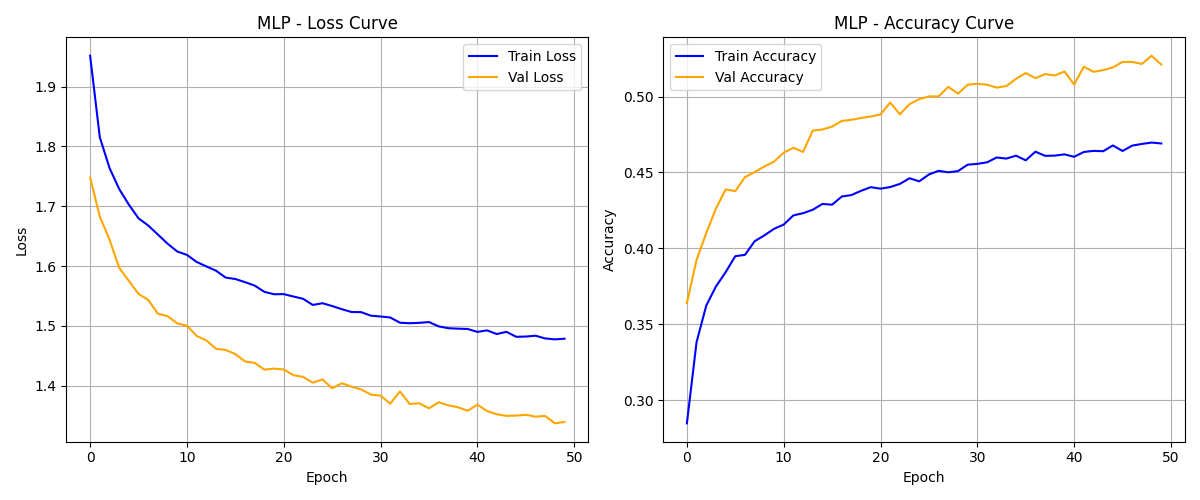 MLP - Loss Curve
Train Loss
Val Loss
1.9
1.8
1.7
1.6
1.5
1.4
Loss
0 10 20 30 40 50
Epoch
MLP - Accuracy Curve
Train Accuracy
Val Accuracy
0.50
0.45
0.40
0.35
0.30
Accuracy
0 10 20 30 40 50
Epoch